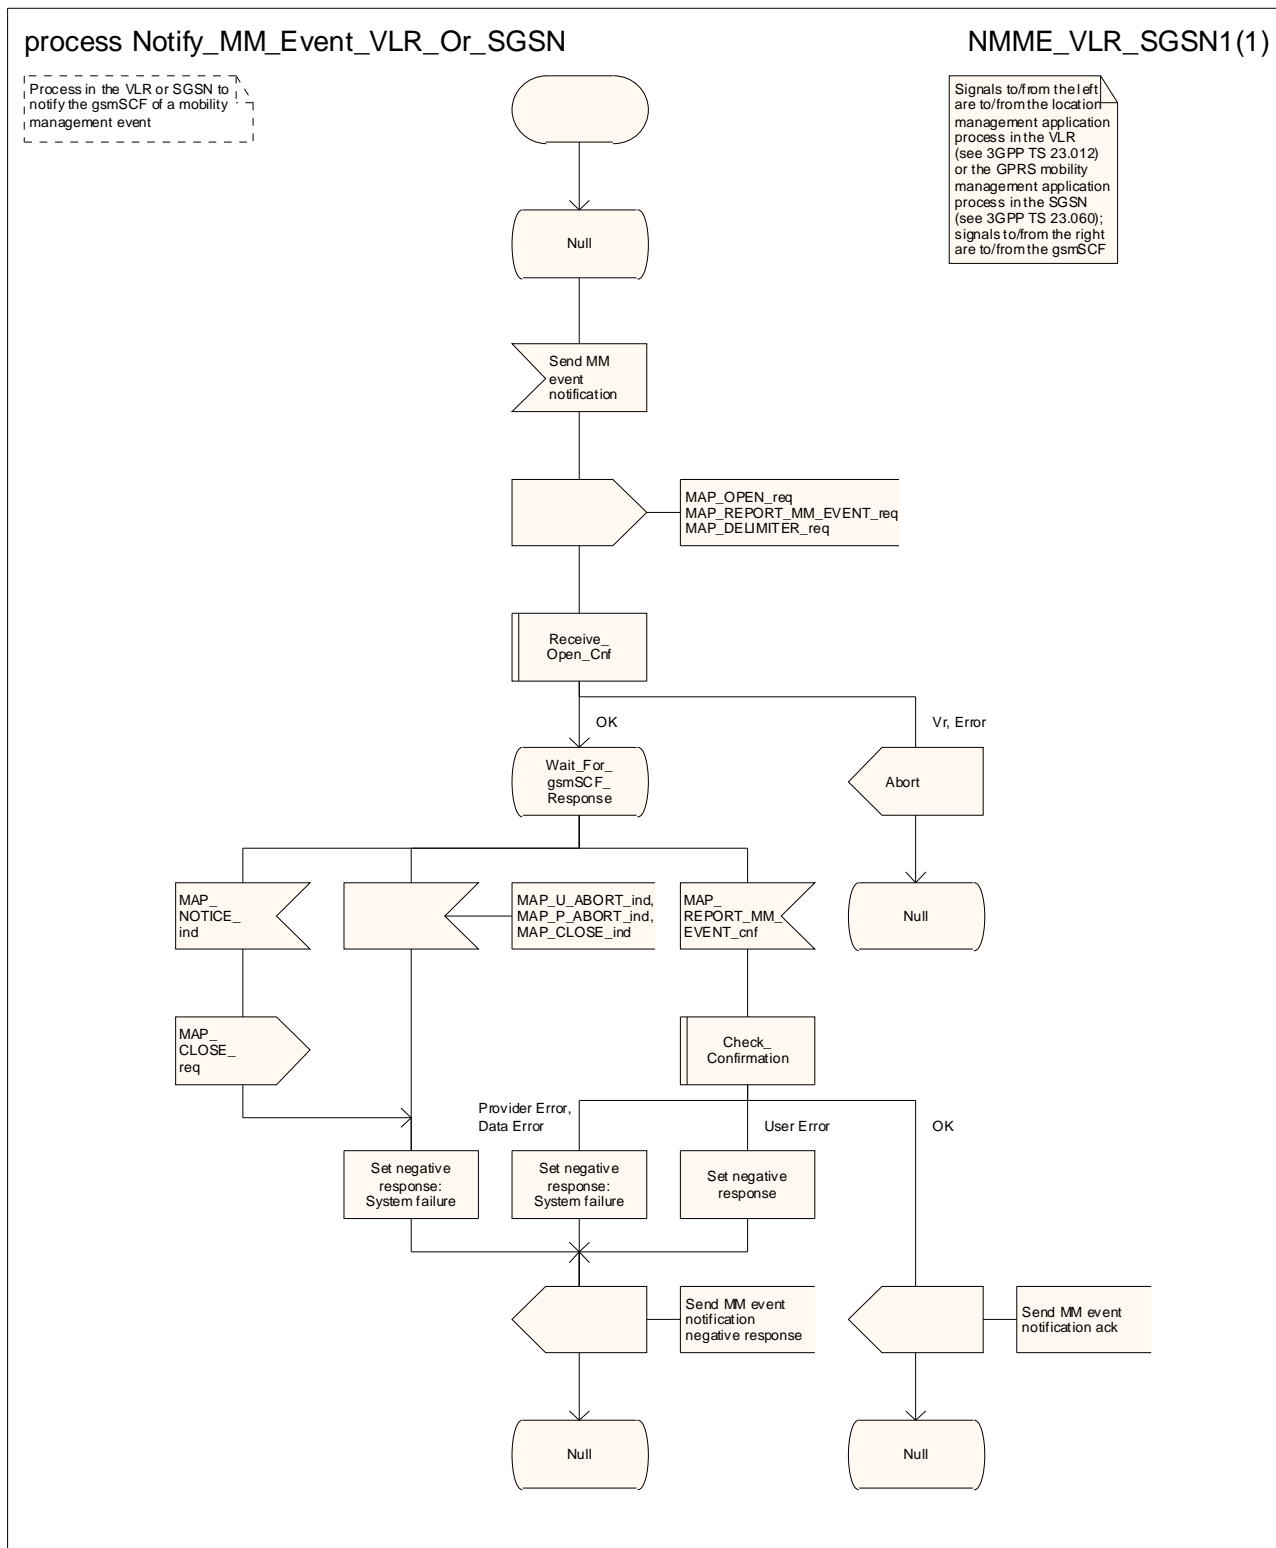 process Notify_MM_Event_VLR_Or_SGSN
NMME_VLR_SGSN1(1)
Process in the VLR or SGSN to
notify the gsmSCF of a mobility
management event
Signals to/from the left
are to/from the location
management application
process in the VLR
(see 3GPP TS 23.012)
or the GPRS mobility
management application
process in the SGSN
(see 3GPP TS 23.060);
signals to/from the right
are to/from the gsmSCF
Null
Send MM
event
notification
MAP_OPEN_req
MAP_REPORT_MM_EVENT_req
MAP_DELIMITER_req
Receive_
Open_Cnf
OK
Vr, Error
Wait_For_
gsmSCF_
Response
Abort
MAP_
NOTICE_
ind
MAP_U_ABORT_ind,
MAP_P_ABORT_ind,
MAP_CLOSE_ind
MAP_
REPORT_MM_
EVENT_cnf
Null
MAP_
CLOSE_
req
Check_
Confirmation
Provider Error,
Data Error
User Error
OK
Set negative
response:
System failure
Set negative
response:
System failure
Set negative
response
Send MM event
notification
negative response
Send MM event
notification ack
Null
Null